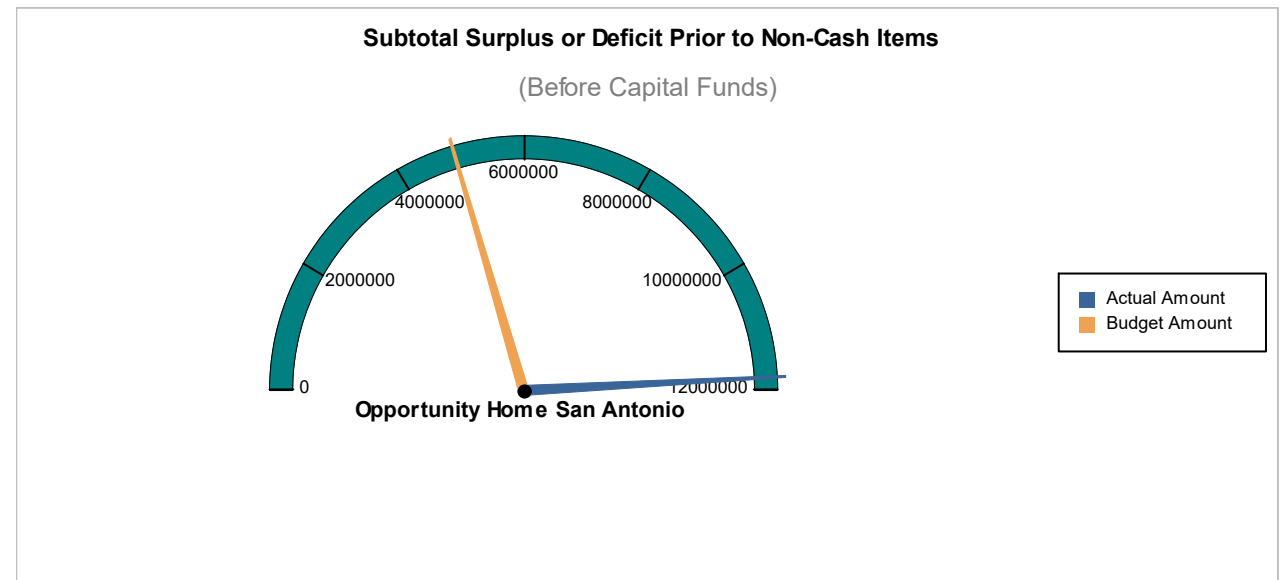 Subtotal Surplus or Deficit Prior to Non-Cash Items
(Before Capital Funds)
6000000
4000000
8000000
2000000
10000000
0
12000000
Opportunity Home San Antonio
Actual Amount
Budget Amount